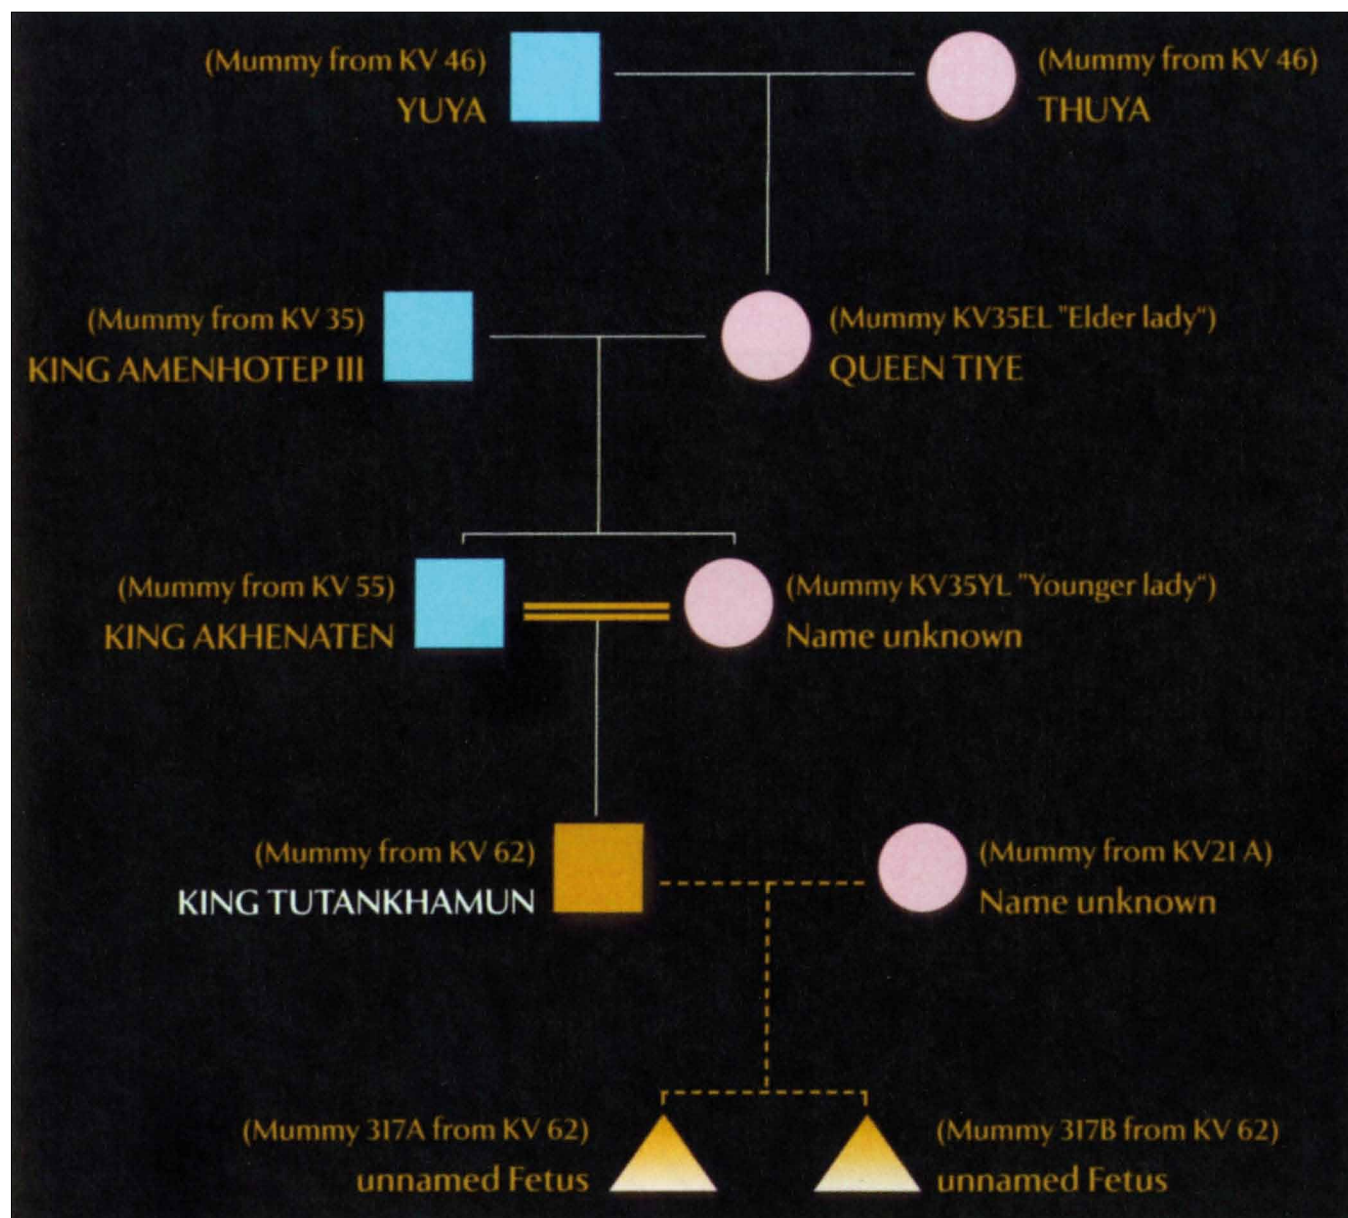 (Mummy from KV 46)
YUYA
(Mummy from KV 46)
THUYA
(Mummy from KV 35)
KING AMENHOTEP III
(Mummy KV35EL "Elder lady“)
QUEEN TIYE
(Mummy from KV 55)
KING AKHENATEN
(Mummy KV35YL "Younger lady“)
Name unknown
(Mummy from KV 62)
KING TUTANKHAMUN
(Mummy from KV21 A)
Name unknown
(Mummy 317A from KV 62)
unnamed Fetus
(Mummy 317B from KV 62)
unnamed Fetus